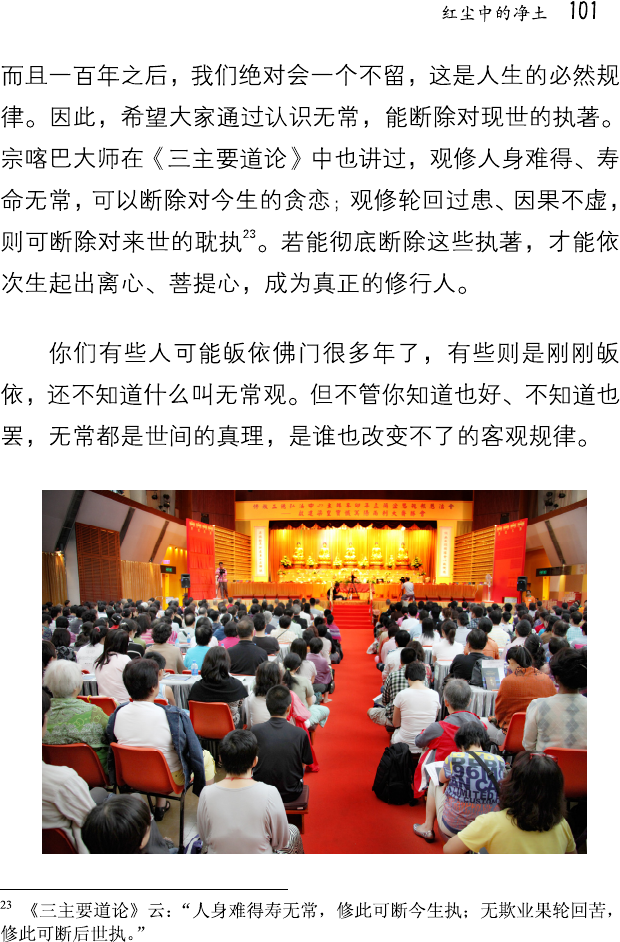 红尘中的净土 101
而且一百年之后，我们绝对会一个不留，这是人生的必然规
律。因此，希望大家通过认识无常，能断除对现世的执著。
宗喀巴大师在《三主要道论》中也讲过，观修人身难得、寿
命无常，可以断除对今生的贪恋；观修轮回过患、因果不虚，
则可断除对来世的耽执23。若能彻底断除这些执著，才能依
次生起出离心、菩提心，成为真正的修行人。
你们有些人可能皈依佛门很多年了，有些则是刚刚皈
依，还不知道什么叫无常观。但不管你知道也好、不知道也
罢，无常都是世间的真理，是谁也改变不了的客观规律。
23 《三主要道论》云：“人身难得寿无常，修此可断今生执；无欺业果轮回苦，
修此可断后世执。”